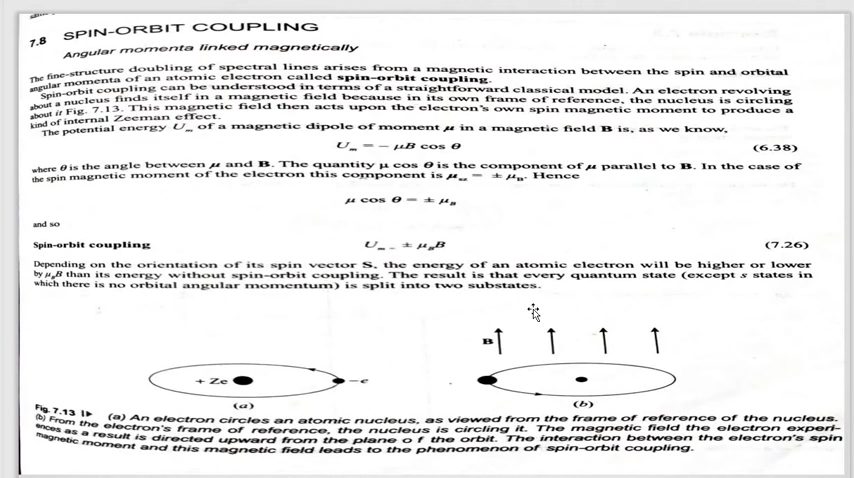 7.8 SPIN-ORBIT COUPLING
Angular momenta linked magnetically
The fine-structure doubling of spectral lines arises from a magnetic interaction between the spin and orbital
angular momenta of an atomic electron called spin-orbit coupling.
Spin-orbit coupling can be understood in terms of a straightforward classical model. An electron revolving
about a nucleus finds itself in a magnetic field because in its own frame of reference, the nucleus is circling
about it Fig. 7.13. This magnetic field then acts upon the electron's own spin magnetic moment to produce a
kind of internal Zeeman effect.
The potential energy Uₘ of a magnetic dipole of moment μ in a magnetic field B is, as we know,
Uₘ = − μB cos θ (6.38)
where θ is the angle between μ and B. The quantity μ cos θ is the component of μ parallel to B. In the case of
the spin magnetic moment of the electron this component is μ = ± μB. Hence
μ cos θ = ± μB
and so
Spin-orbit coupling Uₘ ₌ ± μBB (7.26)
Depending on the orientation of its spin vector S, the energy of an atomic electron will be higher or lower
by μBB than its energy without spin-orbit coupling. The result is that every quantum state (except s states in
which there is no orbital angular momentum) is split into two substates.
B
+ Ze
−e
(a)
(b)
Fig. 7.13 (a) An electron circles an atomic nucleus, as viewed from the frame of reference of the nucleus.
(b) From the electron's frame of reference, the nucleus is circling it. The magnetic field the electron experi-
ences as a result is directed upward from the plane o f the orbit. The interaction between the electron's spin
magnetic moment and this magnetic field leads to the phenomenon of spin-orbit coupling.